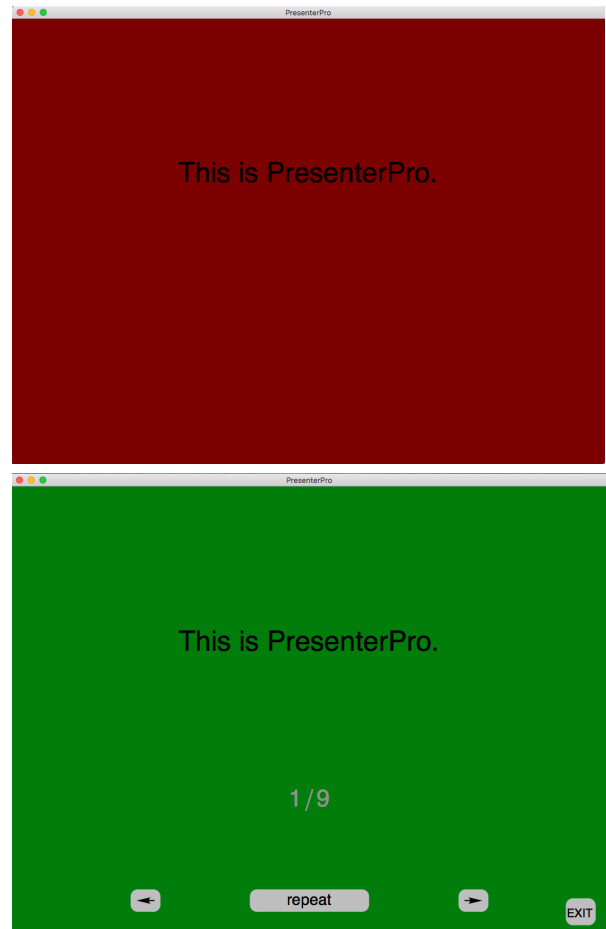 PresenterPro
This is PresenterPro.
PresenterPro
This is PresenterPro.
1/9
repeat
EXIT